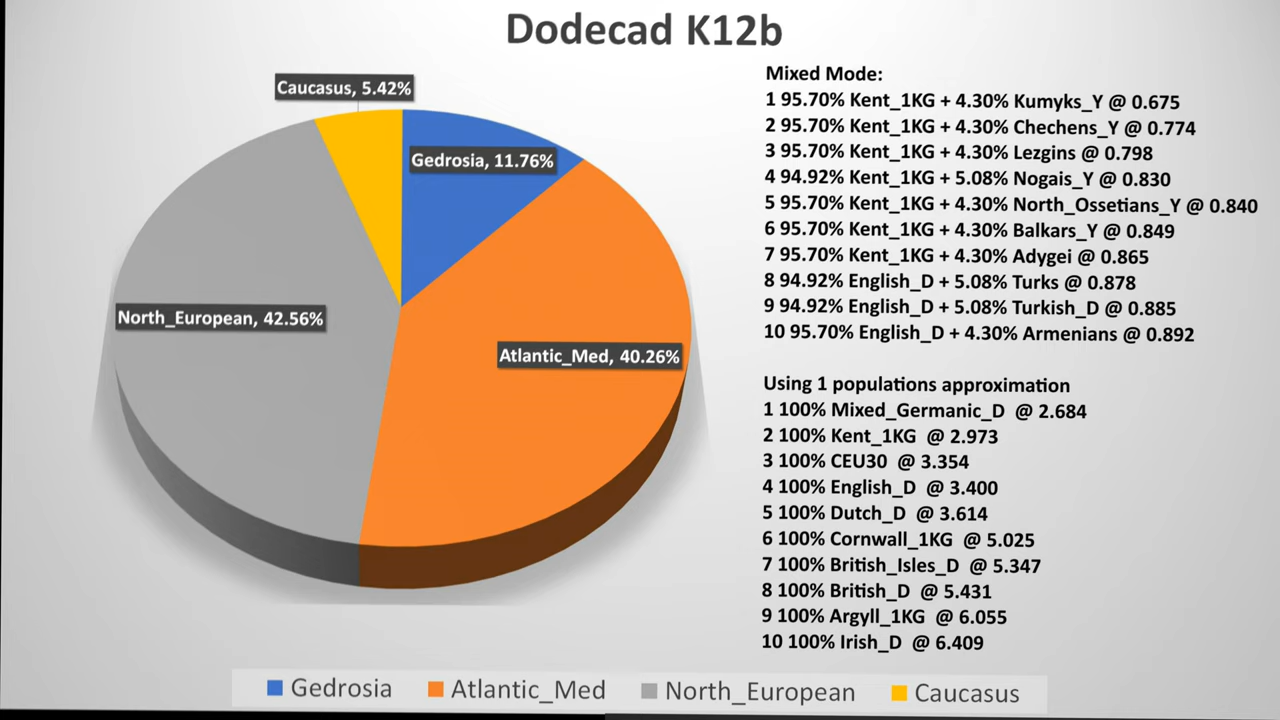 Dodecad K12b
Caucasus, 5.42%
Gedrosia, 11.76%
North_European, 42.56%
Atlantic_Med, 40.26%
Mixed Mode:
1 95.70% Kent_1KG + 4.30% Kumyks_Y @ 0.675
2 95.70% Kent_1KG + 4.30% Chechens_Y @ 0.774
3 95.70% Kent_1KG + 4.30% Lezgins @ 0.798
4 94.92% Kent_1KG + 5.08% Nogais_Y @ 0.830
5 95.70% Kent_1KG + 4.30% North_Ossetians_Y @ 0.840
6 95.70% Kent_1KG + 4.30% Balkars_Y @ 0.849
7 95.70% Kent_1KG + 4.30% Adygei @ 0.865
8 94.92% English_D + 5.08% Turks @ 0.878
9 94.92% English_D + 5.08% Turkish_D @ 0.885
10 95.70% English_D + 4.30% Armenians @ 0.892
Using 1 populations approximation
1 100% Mixed_Germanic_D @ 2.684
2 100% Kent_1KG @ 2.973
3 100% CEU30 @ 3.354
4 100% English_D @ 3.400
5 100% Dutch_D @ 3.614
6 100% Cornwall_1KG @ 5.025
7 100% British_Isles_D @ 5.347
8 100% British_D @ 5.431
9 100% Argyll_1KG @ 6.055
10 100% Irish_D @ 6.409
Gedrosia Atlantic_Med North_European Caucasus